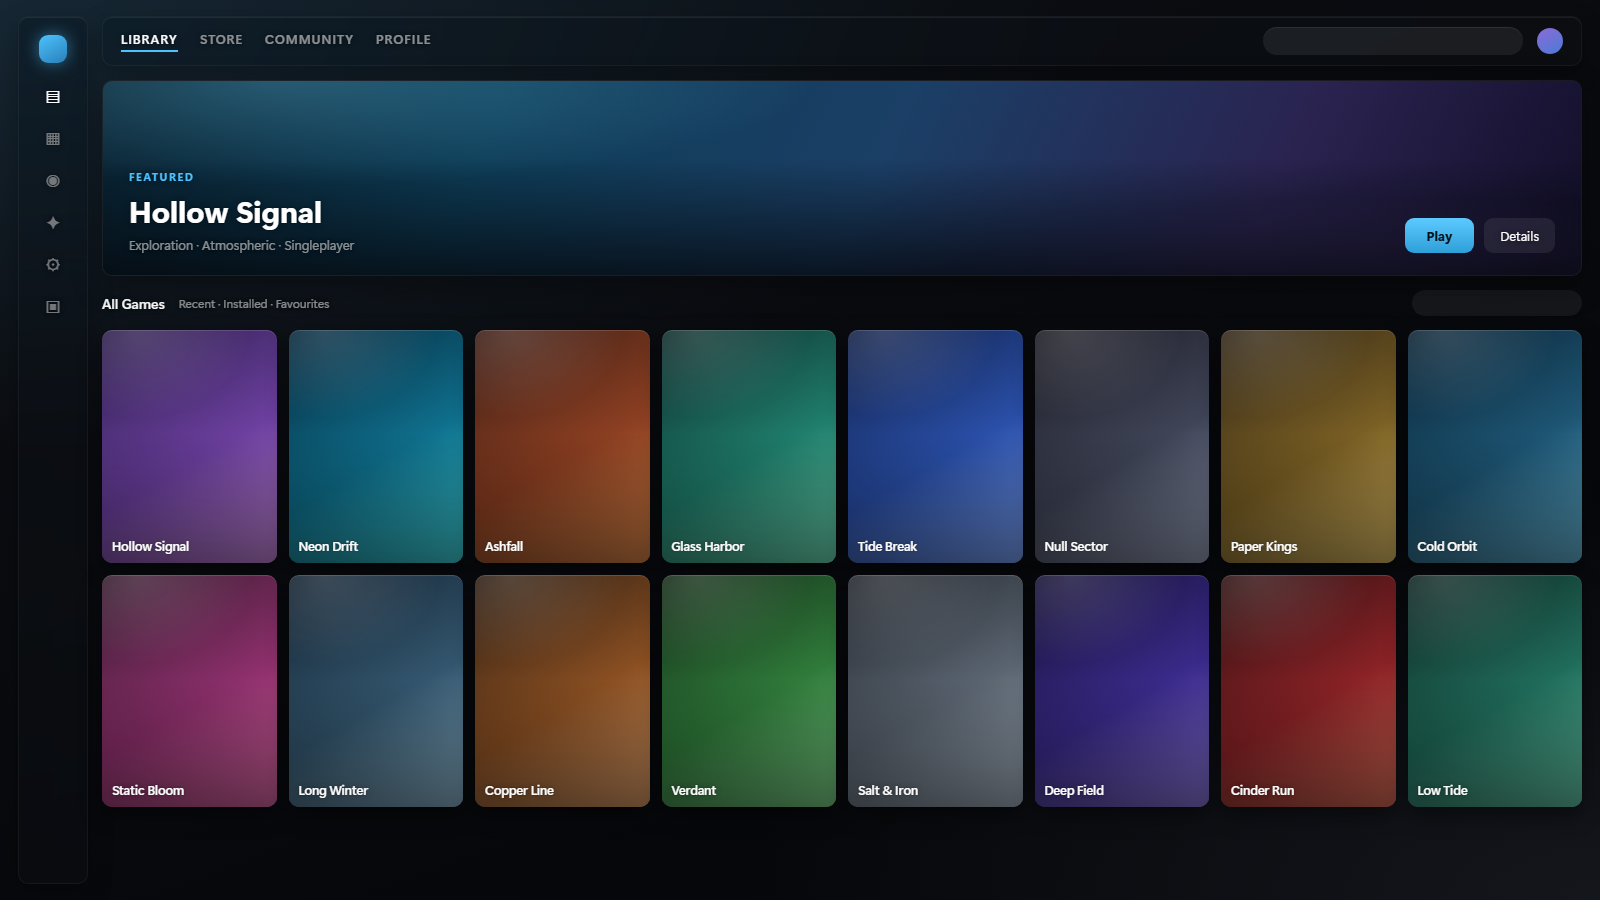 LIBRARY STORE COMMUNITY PROFILE
FEATURED
Hollow Signal
Exploration · Atmospheric · Singleplayer
Play Details
All Games Recent · Installed · Favourites
Hollow Signal Neon Drift Ashfall Glass Harbor Tide Break Null Sector Paper Kings Cold Orbit
Static Bloom Long Winter Copper Line Verdant Salt & Iron Deep Field Cinder Run Low Tide